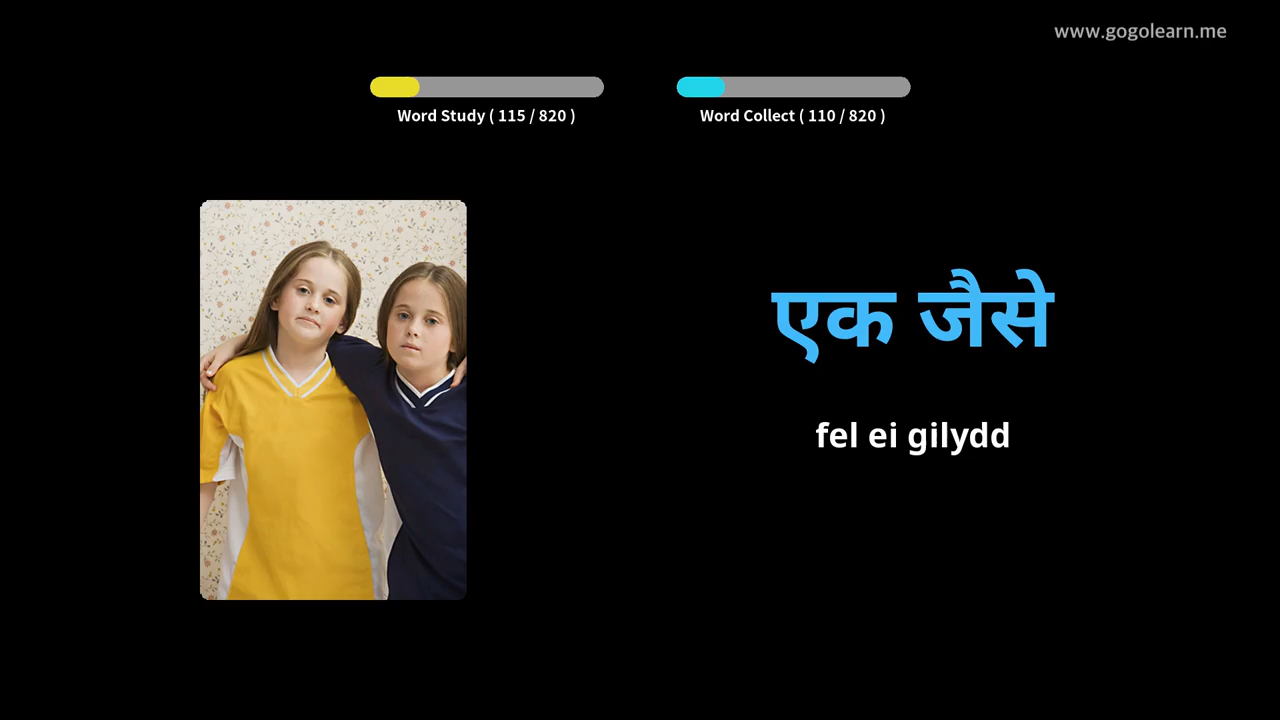 www.gogolearn.me
Word Study ( 115 / 820 )
Word Collect ( 110 / 820 )
एक जैसे
fel ei gilydd